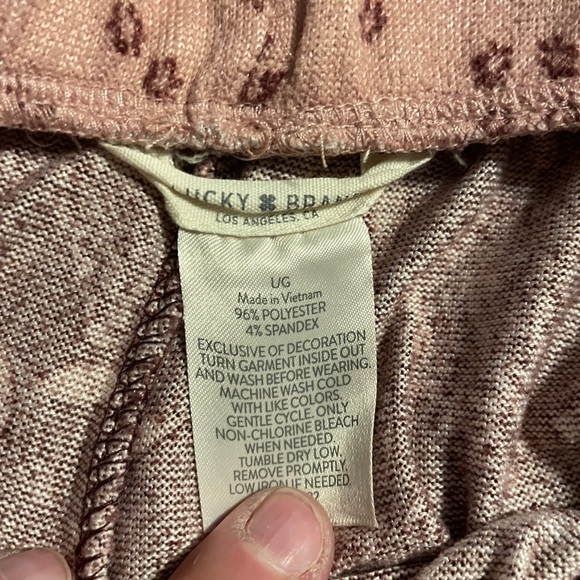 LUCKY BRAND
LOS ANGELES, CA
L/G
Made in Vietnam
96% POLYESTER
4% SPANDEX
EXCLUSIVE OF DECORATION
TURN GARMENT INSIDE OUT
AND WASH BEFORE WEARING.
MACHINE WASH COLD
WITH LIKE COLORS.
GENTLE CYCLE. ONLY
NON-CHLORINE BLEACH
WHEN NEEDED.
TUMBLE DRY LOW.
REMOVE PROMPTLY.
LOW IRON IF NEEDED.